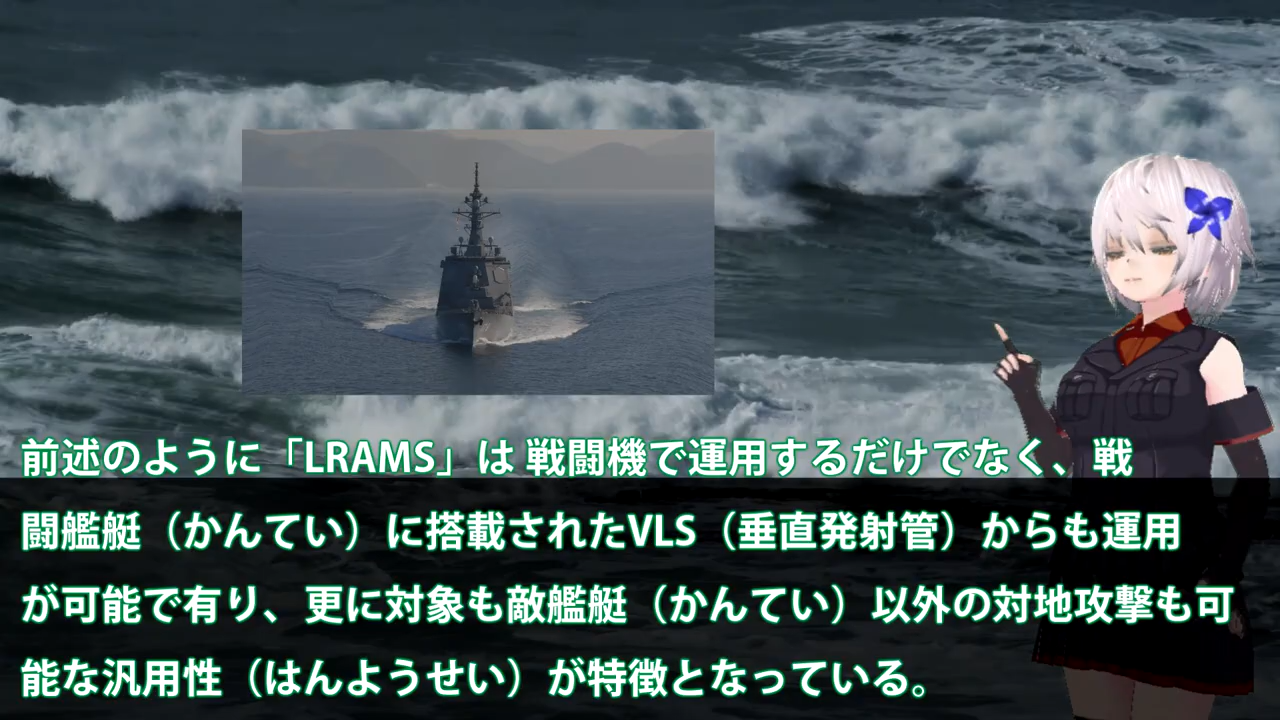 前述のように「LRAMS」は 戦闘機で運用するだけでなく、戦
闘艦艇（かんてい）に搭載されたVLS（垂直発射管）からも運用
が可能で有り、更に対象も敵艦艇（かんてい）以外の対地攻撃も可
能な汎用性（はんようせい）が特徴となっている。